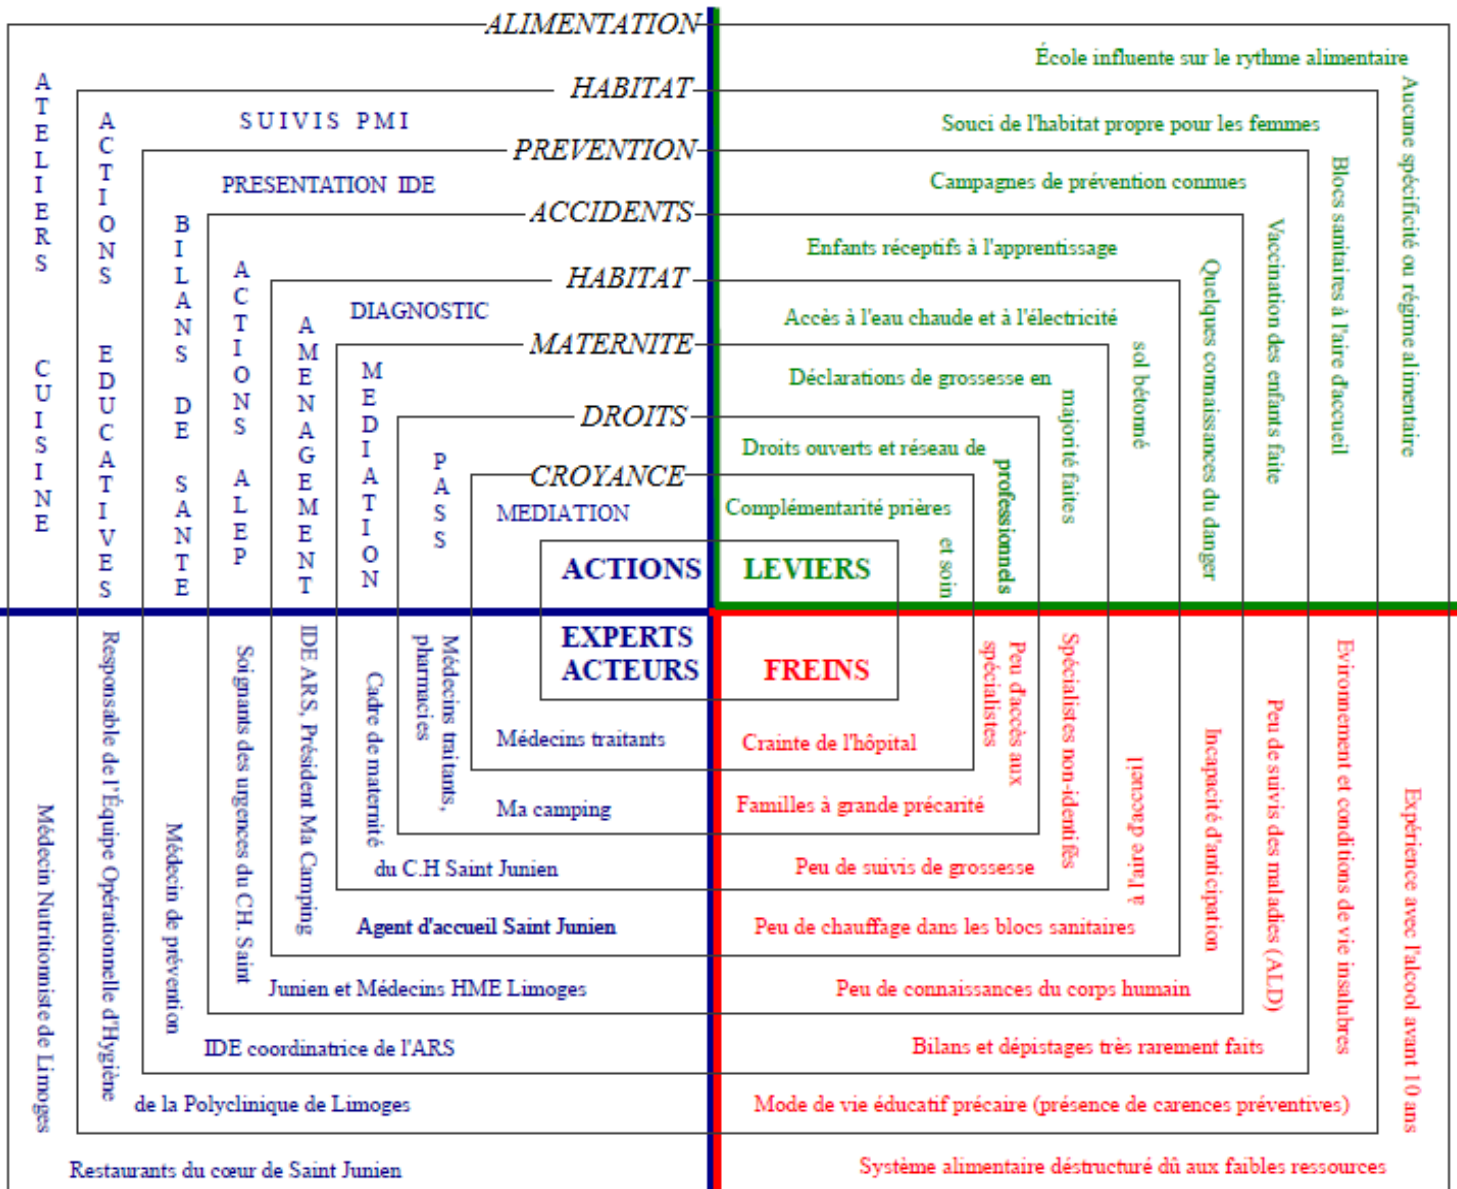 ALIMENTATION
École influente sur le rythme alimentaire
Aucune spécificité ou régime alimentaire
ATELIERS CUISINE
HABITAT
SUIVIS PMI
ACTIONS EDUCATIVES
Souci de l'habitat propre pour les femmes
Blocs sanitaires à l'aire d'accueil
PREVENTION
PRESENTATION IDE
BILANS DE SANTE
Campagnes de prévention connues
Vaccination des enfants faite
ACCIDENTS
ACTIONS ALEP
Enfants réceptifs à l'apprentissage
Quelques connaissances du danger
HABITAT
DIAGNOSTIC
AMENAGEMENT
Accès à l'eau chaude et à l'électricité
sol bétonné
MATERNITE
MEDIATION
Déclarations de grossesse en
majorité faites
DROITS
PASS
Droits ouverts et réseau de
professionnels
CROYANCE
MEDIATION
Complémentarité prières
et soin
ACTIONS
LEVIERS
EXPERTS
ACTEURS
FREINS
Médecins traitants
Crainte de l'hôpital
Peu d'accès aux
spécialistes
Médecins traitants,
pharmacies
Ma camping
Familles à grande précarité
Spécialistes non-identifés
Cadre de maternité
du C.H Saint Junien
Peu de suivis de grossesse
à l'aire d'accueil
IDE ARS, Président Ma Camping
Agent d'accueil Saint Junien
Peu de chauffage dans les blocs sanitaires
Incapacité d'anticipation
Soignants des urgences du CH. Saint
Junien et Médecins HME Limoges
Peu de connaissances du corps humain
Peu de suivis des maladies (ALD)
Médecin de prévention
IDE coordinatrice de l'ARS
Bilans et dépistages très rarement faits
Evironnement et conditions de vie insalubres
Responsable de l'Équipe Opérationnelle d'Hygiène
de la Polyclinique de Limoges
Mode de vie éducatif précaire (présence de carences préventives)
Expérience avec l'alcool avant 10 ans
Médecin Nutritionniste de Limoges
Restaurants du cœur de Saint Junien
Système alimentaire déstructuré dû aux faibles ressources